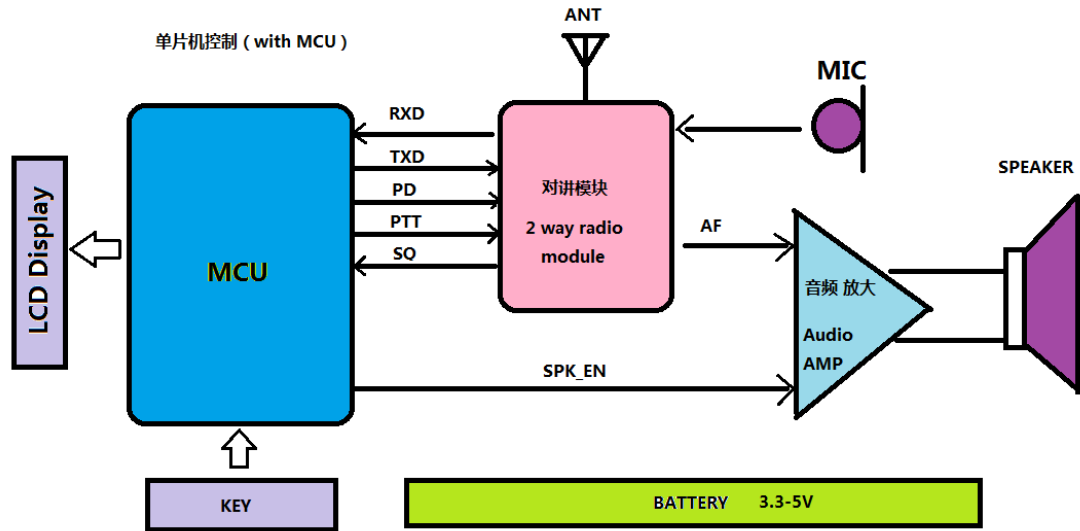 单片机控制（with MCU）
ANT
MIC
SPEAKER
RXD
TXD
PD
PTT
SQ
对讲模块
2 way radio
module
AF
LCD Display
MCU
音频 放大
Audio
AMP
SPK_EN
KEY
BATTERY 3.3-5V